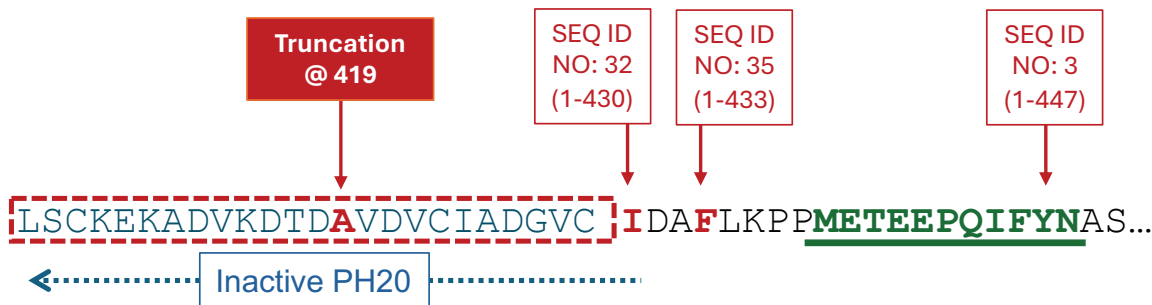 Truncation
@ 419
SEQ ID
NO: 32
(1-430)
SEQ ID
NO: 35
(1-433)
SEQ ID
NO: 3
(1-447)
LSCKEKADVKDTDAVDVCIADGVC IDAFLKPPMETEEPQIFYNAS…
Inactive PH20